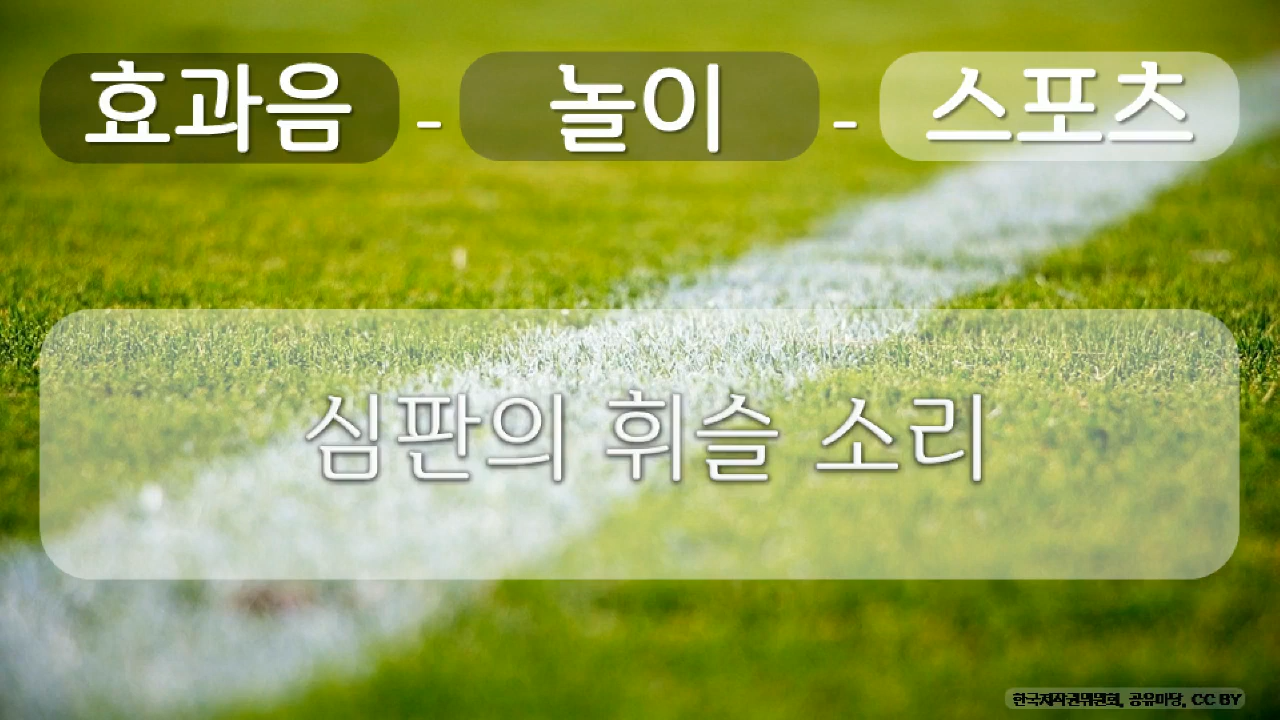 효과음 - 놀이 - 스포츠
심판의 휘슬 소리
한국저작권위원회, 공유마당, CC BY